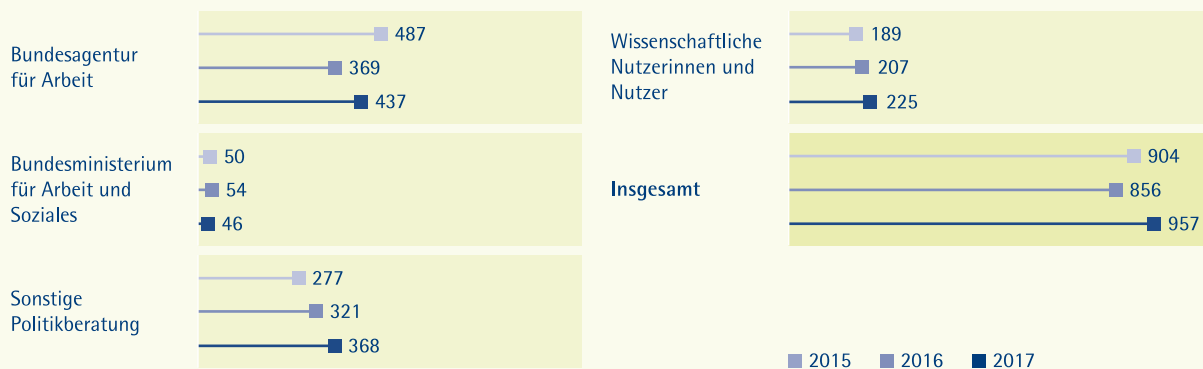 Bundesagentur
für Arbeit
487
369
437
Bundesministerium
für Arbeit und
Soziales
50
54
46
Sonstige
Politikberatung
277
321
368
Wissenschaftliche
Nutzerinnen und
Nutzer
189
207
225
Insgesamt
904
856
957
2015 2016 2017